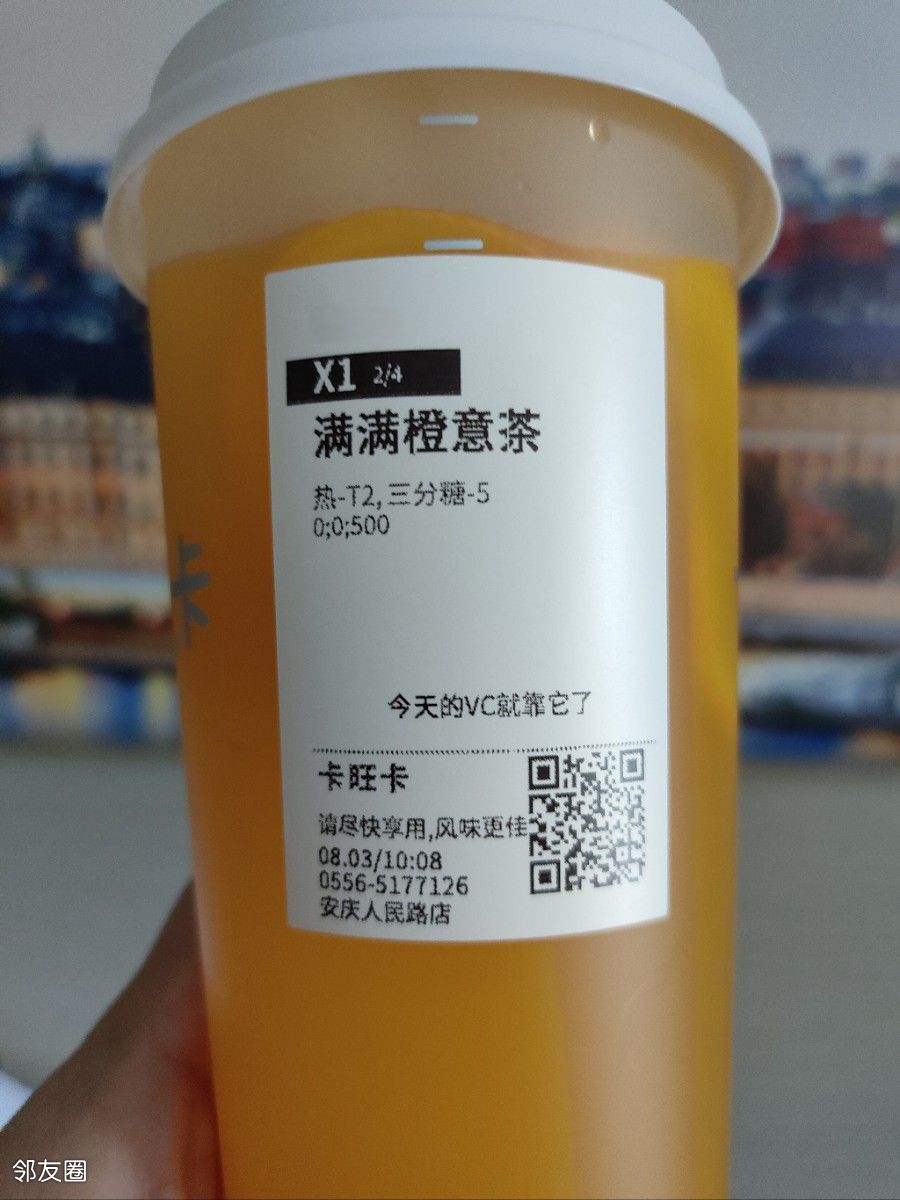 X1 2/4
满满橙意茶
热-T2,三分糖-5
0;0;500
今天的VC就靠它了
卡旺卡
请尽快享用,风味更佳
08.03/10:08
0556-5177126
安庆人民路店
卡
邻友圈